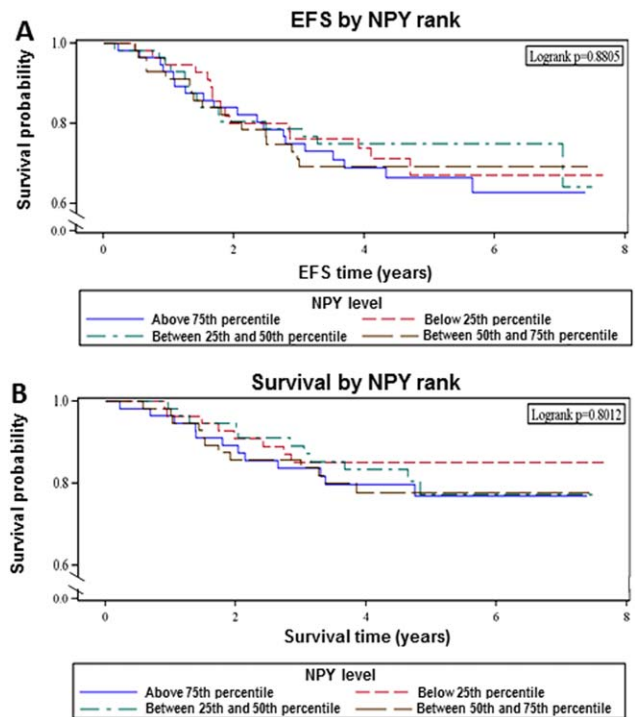 A
EFS by NPY rank
Logrank p=0.8805
Survival probability
1.0
0.8
0.6
0.0
0 2 4 6 8
EFS time (years)
NPY level
Above 75th percentile Below 25th percentile
Between 25th and 50th percentile Between 50th and 75th percentile
B
Survival by NPY rank
Logrank p=0.8012
Survival probability
1.0
0.8
0.6
0.0
0 2 4 6 8
Survival time (years)
NPY level
Above 75th percentile Below 25th percentile
Between 25th and 50th percentile Between 50th and 75th percentile